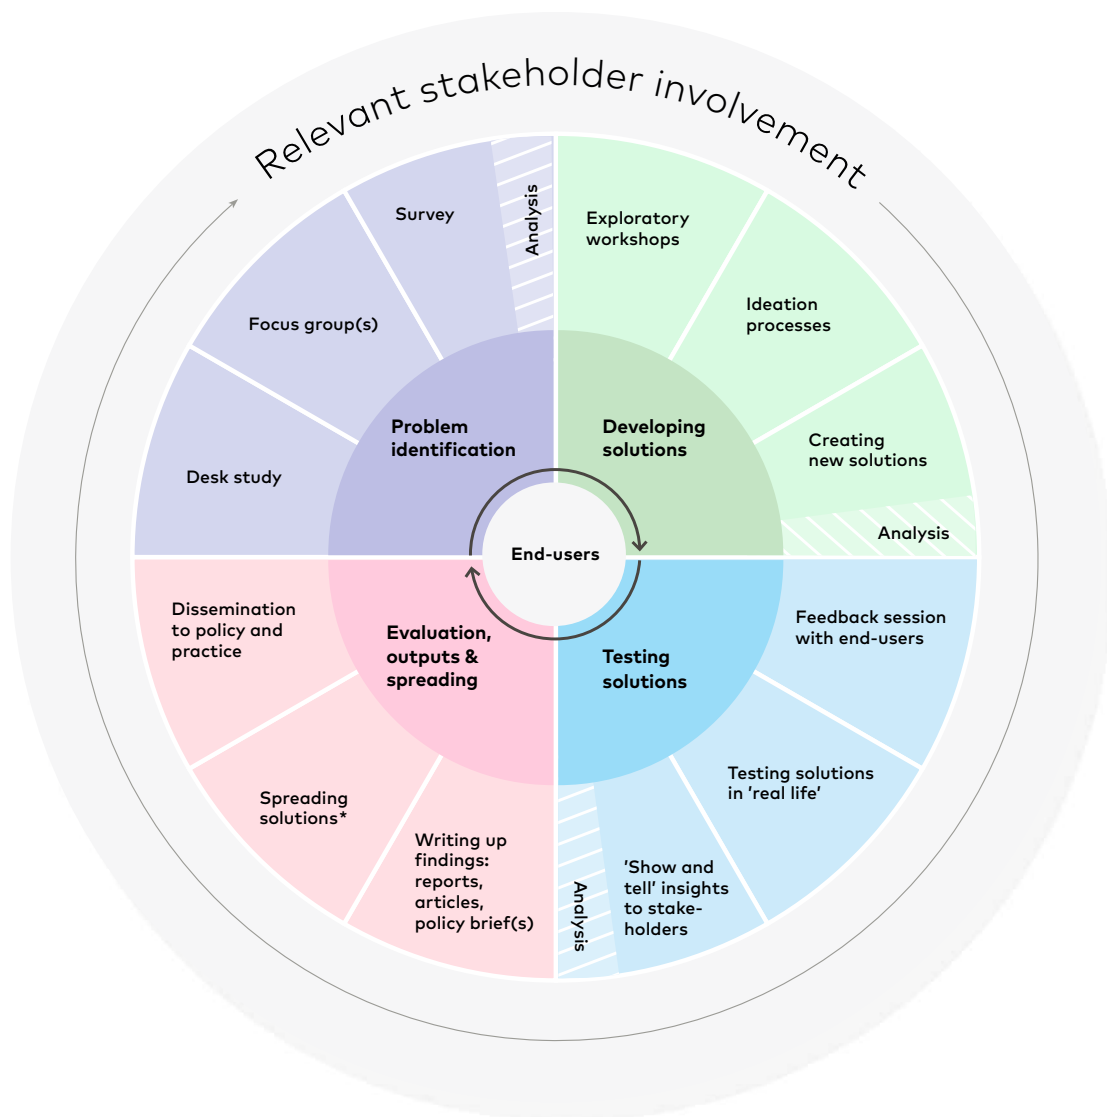 Relevant stakeholder involvement
Survey
Analysis
Focus group(s)
Desk study
Problem
identification
Exploratory
workshops
Ideation
processes
Creating
new solutions
Analysis
Developing
solutions
End-users
Feedback session
with end-users
Testing solutions
in 'real life'
'Show and
tell' insights
to stake-
holders
Analysis
Testing
solutions
Evaluation,
outputs &
spreading
Writing up
findings:
reports,
articles,
policy brief(s)
Spreading
solutions*
Dissemination
to policy and
practice